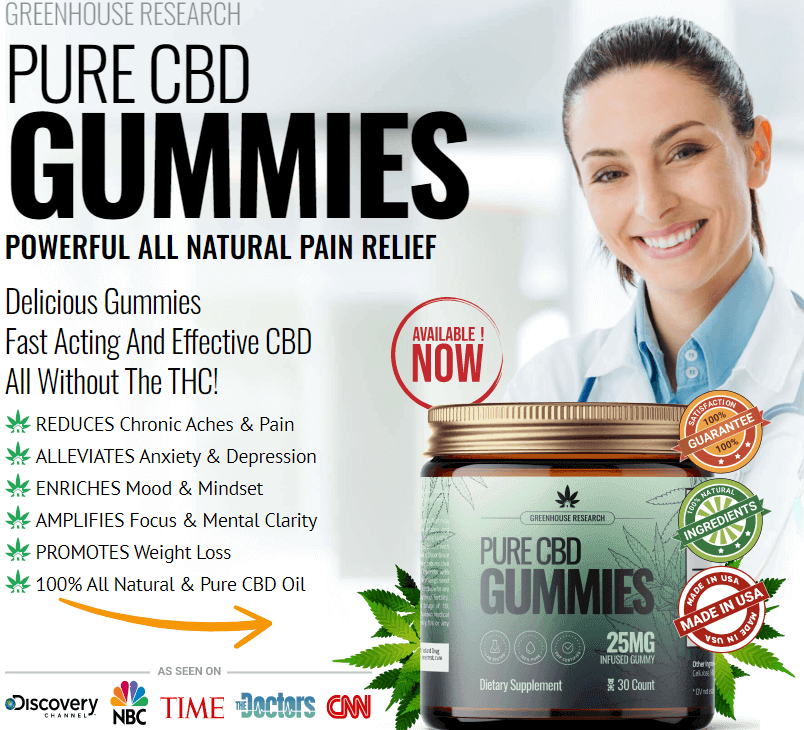 GREENHOUSE RESEARCH
PURE CBD
GUMMIES
POWERFUL ALL NATURAL PAIN RELIEF
Delicious Gummies
Fast Acting And Effective CBD
All Without The THC!
REDUCES Chronic Aches & Pain
ALLEVIATES Anxiety & Depression
ENRICHES Mood & Mindset
AMPLIFIES Focus & Mental Clarity
PROMOTES Weight Loss
100% All Natural & Pure CBD Oil
AS SEEN ON
Discovery
CHANNEL
NBC
TIME
THE Doctors
CNN
AVAILABLE !
NOW
SATISFACTION
100%
GUARANTEE
100%
100% NATURAL
INGREDIENTS
MADE IN USA
MADE IN USA
MADE IN USA
GREENHOUSE RESEARCH
PURE CBD
GUMMIES
25MG
INFUSED GUMMY
Dietary Supplement
30 Count